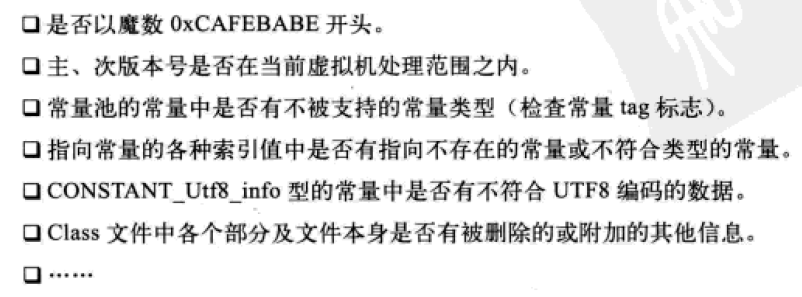 ❑ 是否以魔数 0xCAFEBABE 开头。
❑ 主、次版本号是否在当前虚拟机处理范围之内。
❑ 常量池的常量中是否有不被支持的常量类型（检查常量 tag 标志）。
❑ 指向常量的各种索引值中是否有指向不存在的常量或不符合类型的常量。
❑ CONSTANT_Utf8_info 型的常量中是否有不符合 UTF8 编码的数据。
❑ Class 文件中各个部分及文件本身是否有被删除的或附加的其他信息。
❑ ……